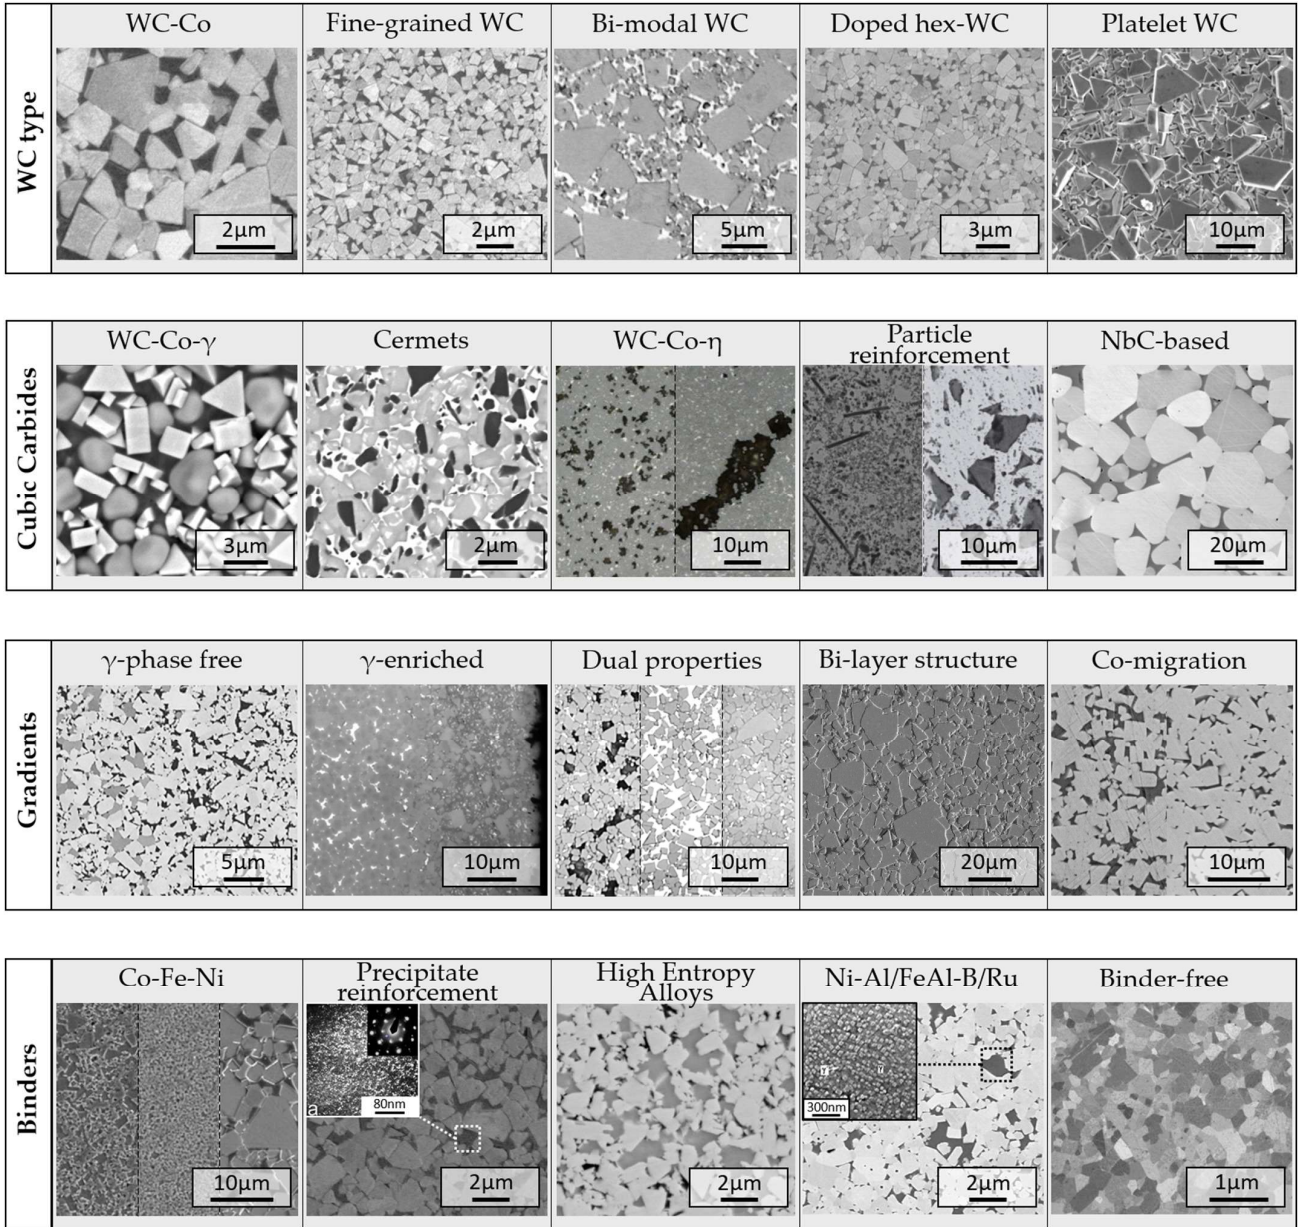 WC type
WC-Co
Fine-grained WC
Bi-modal WC
Doped hex-WC
Platelet WC
2μm
2μm
5μm
3μm
10μm
Cubic Carbides
WC-Co-γ
Cermets
WC-Co-η
Particle
reinforcement
NbC-based
3μm
2μm
10μm
10μm
20μm
Gradients
γ-phase free
γ-enriched
Dual properties
Bi-layer structure
Co-migration
5μm
10μm
10μm
20μm
10μm
Binders
Co-Fe-Ni
Precipitate
reinforcement
High Entropy
Alloys
Ni-Al/FeAl-B/Ru
Binder-free
a
80nm
300nm
10μm
2μm
2μm
2μm
1μm